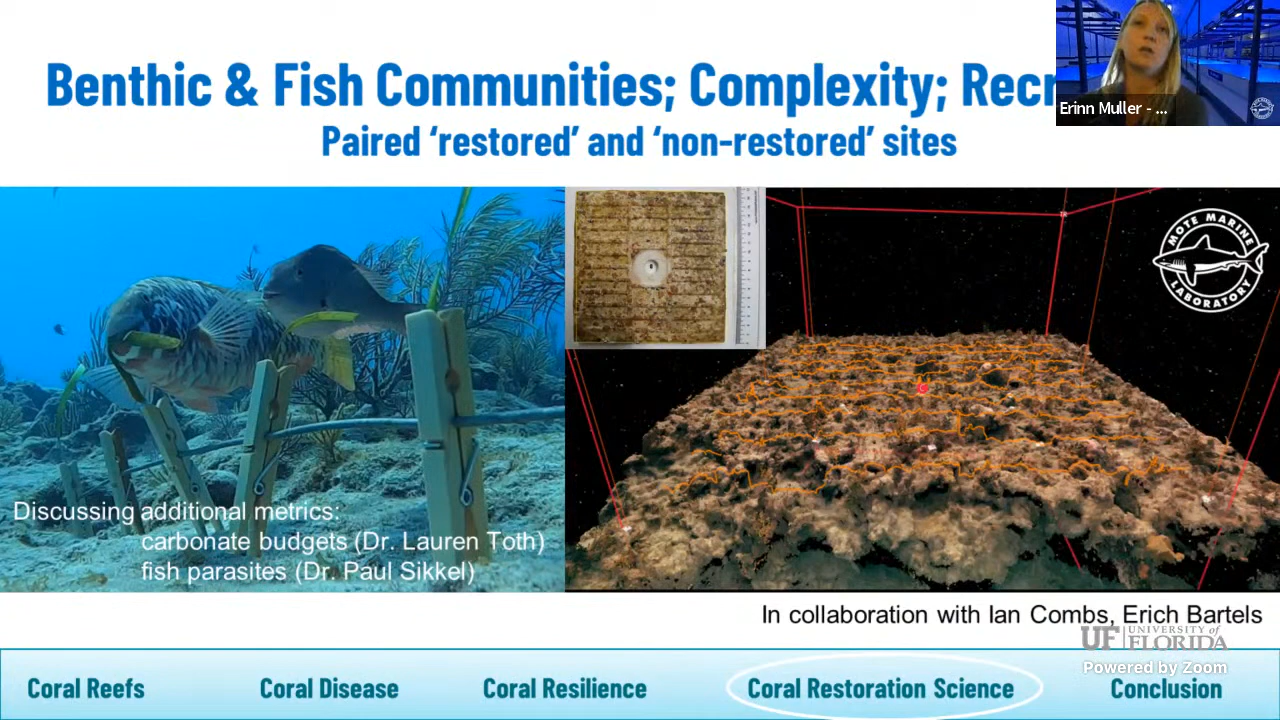 Benthic & Fish Communities; Complexity; Recr
Erinn Muller - ...
Paired ‘restored’ and ‘non-restored’ sites
MOTE MARINE
LABORATORY
Discussing additional metrics:
carbonate budgets (Dr. Lauren Toth)
fish parasites (Dr. Paul Sikkel)
In collaboration with Ian Combs, Erich Bartels
UF UNIVERSITY of
FLORIDA
Powered by Zoom
Coral Reefs
Coral Disease
Coral Resilience
Coral Restoration Science
Conclusion